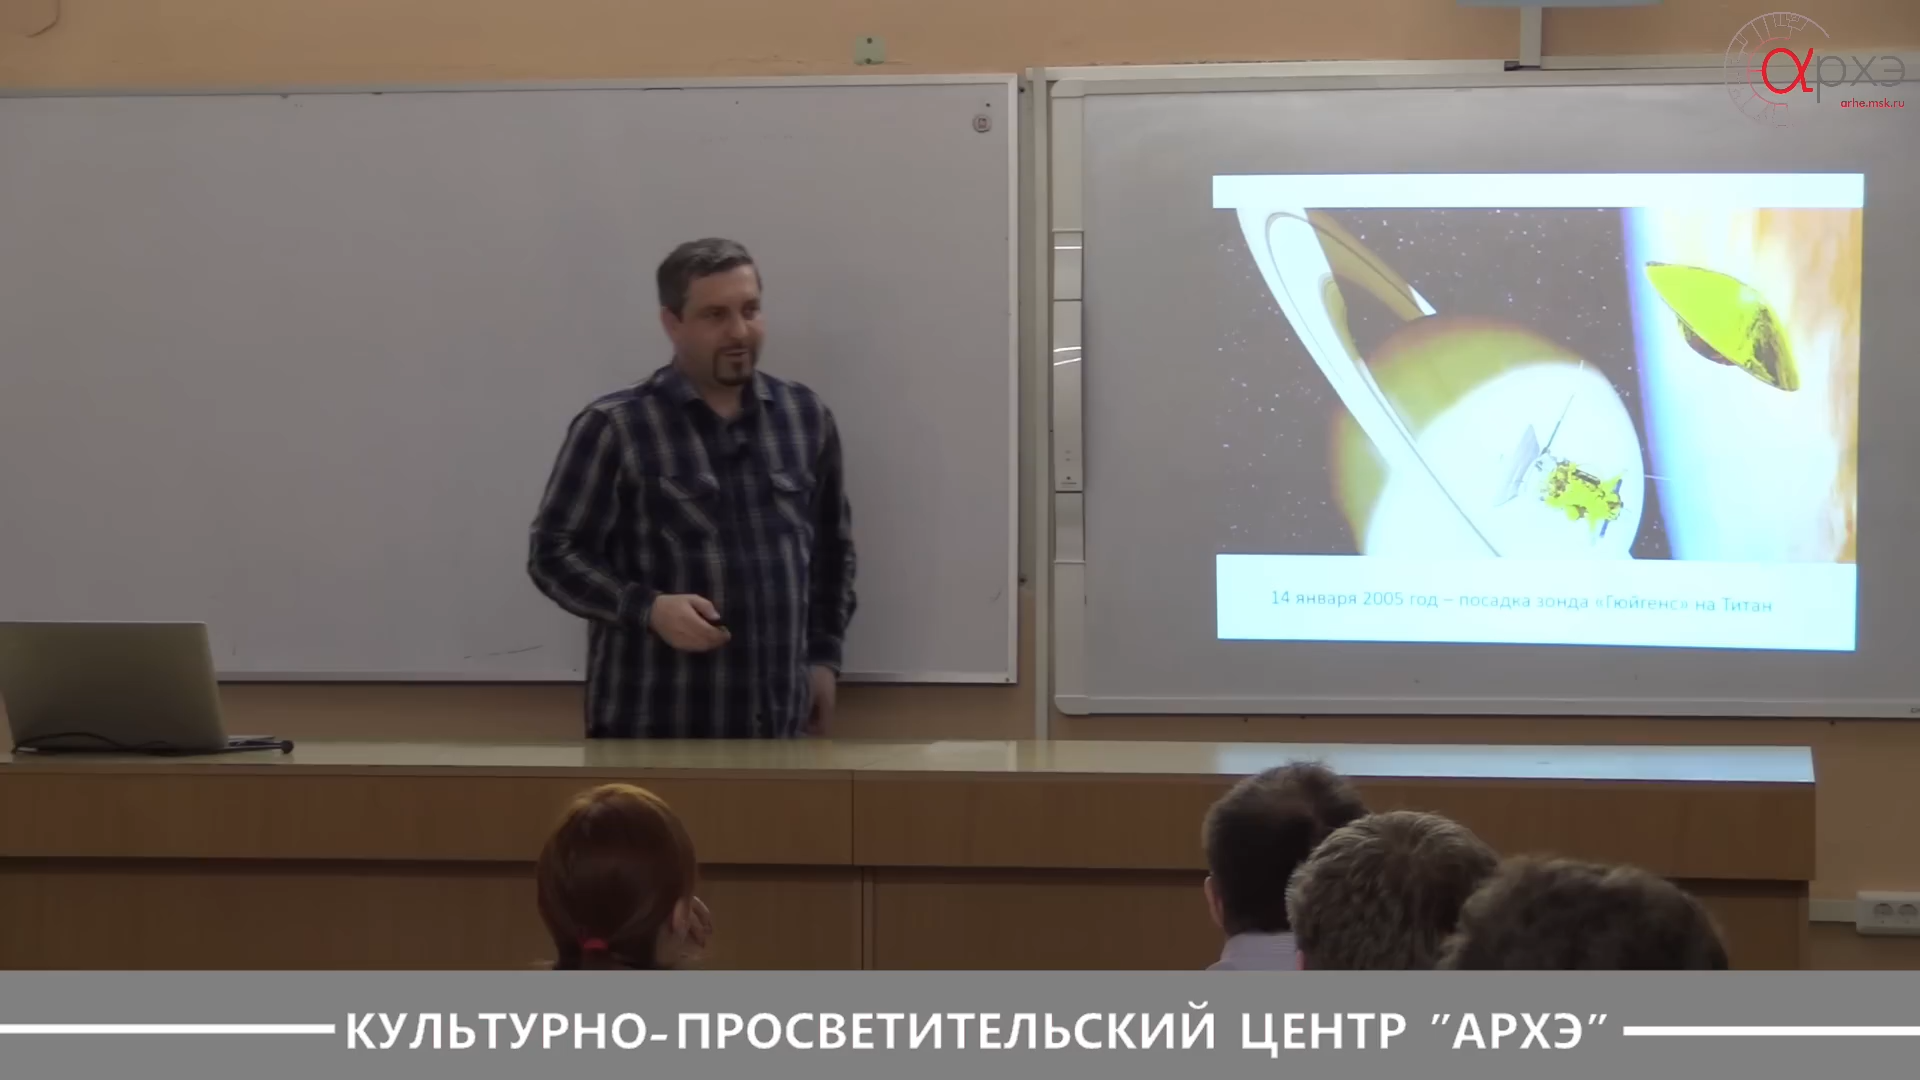 αрхэ
arhe.msk.ru
14 января 2005 год – посадка зонда «Гюйгенс» на Титан
КУЛЬТУРНО-ПРОСВЕТИТЕЛЬСКИЙ ЦЕНТР "АРХЭ"